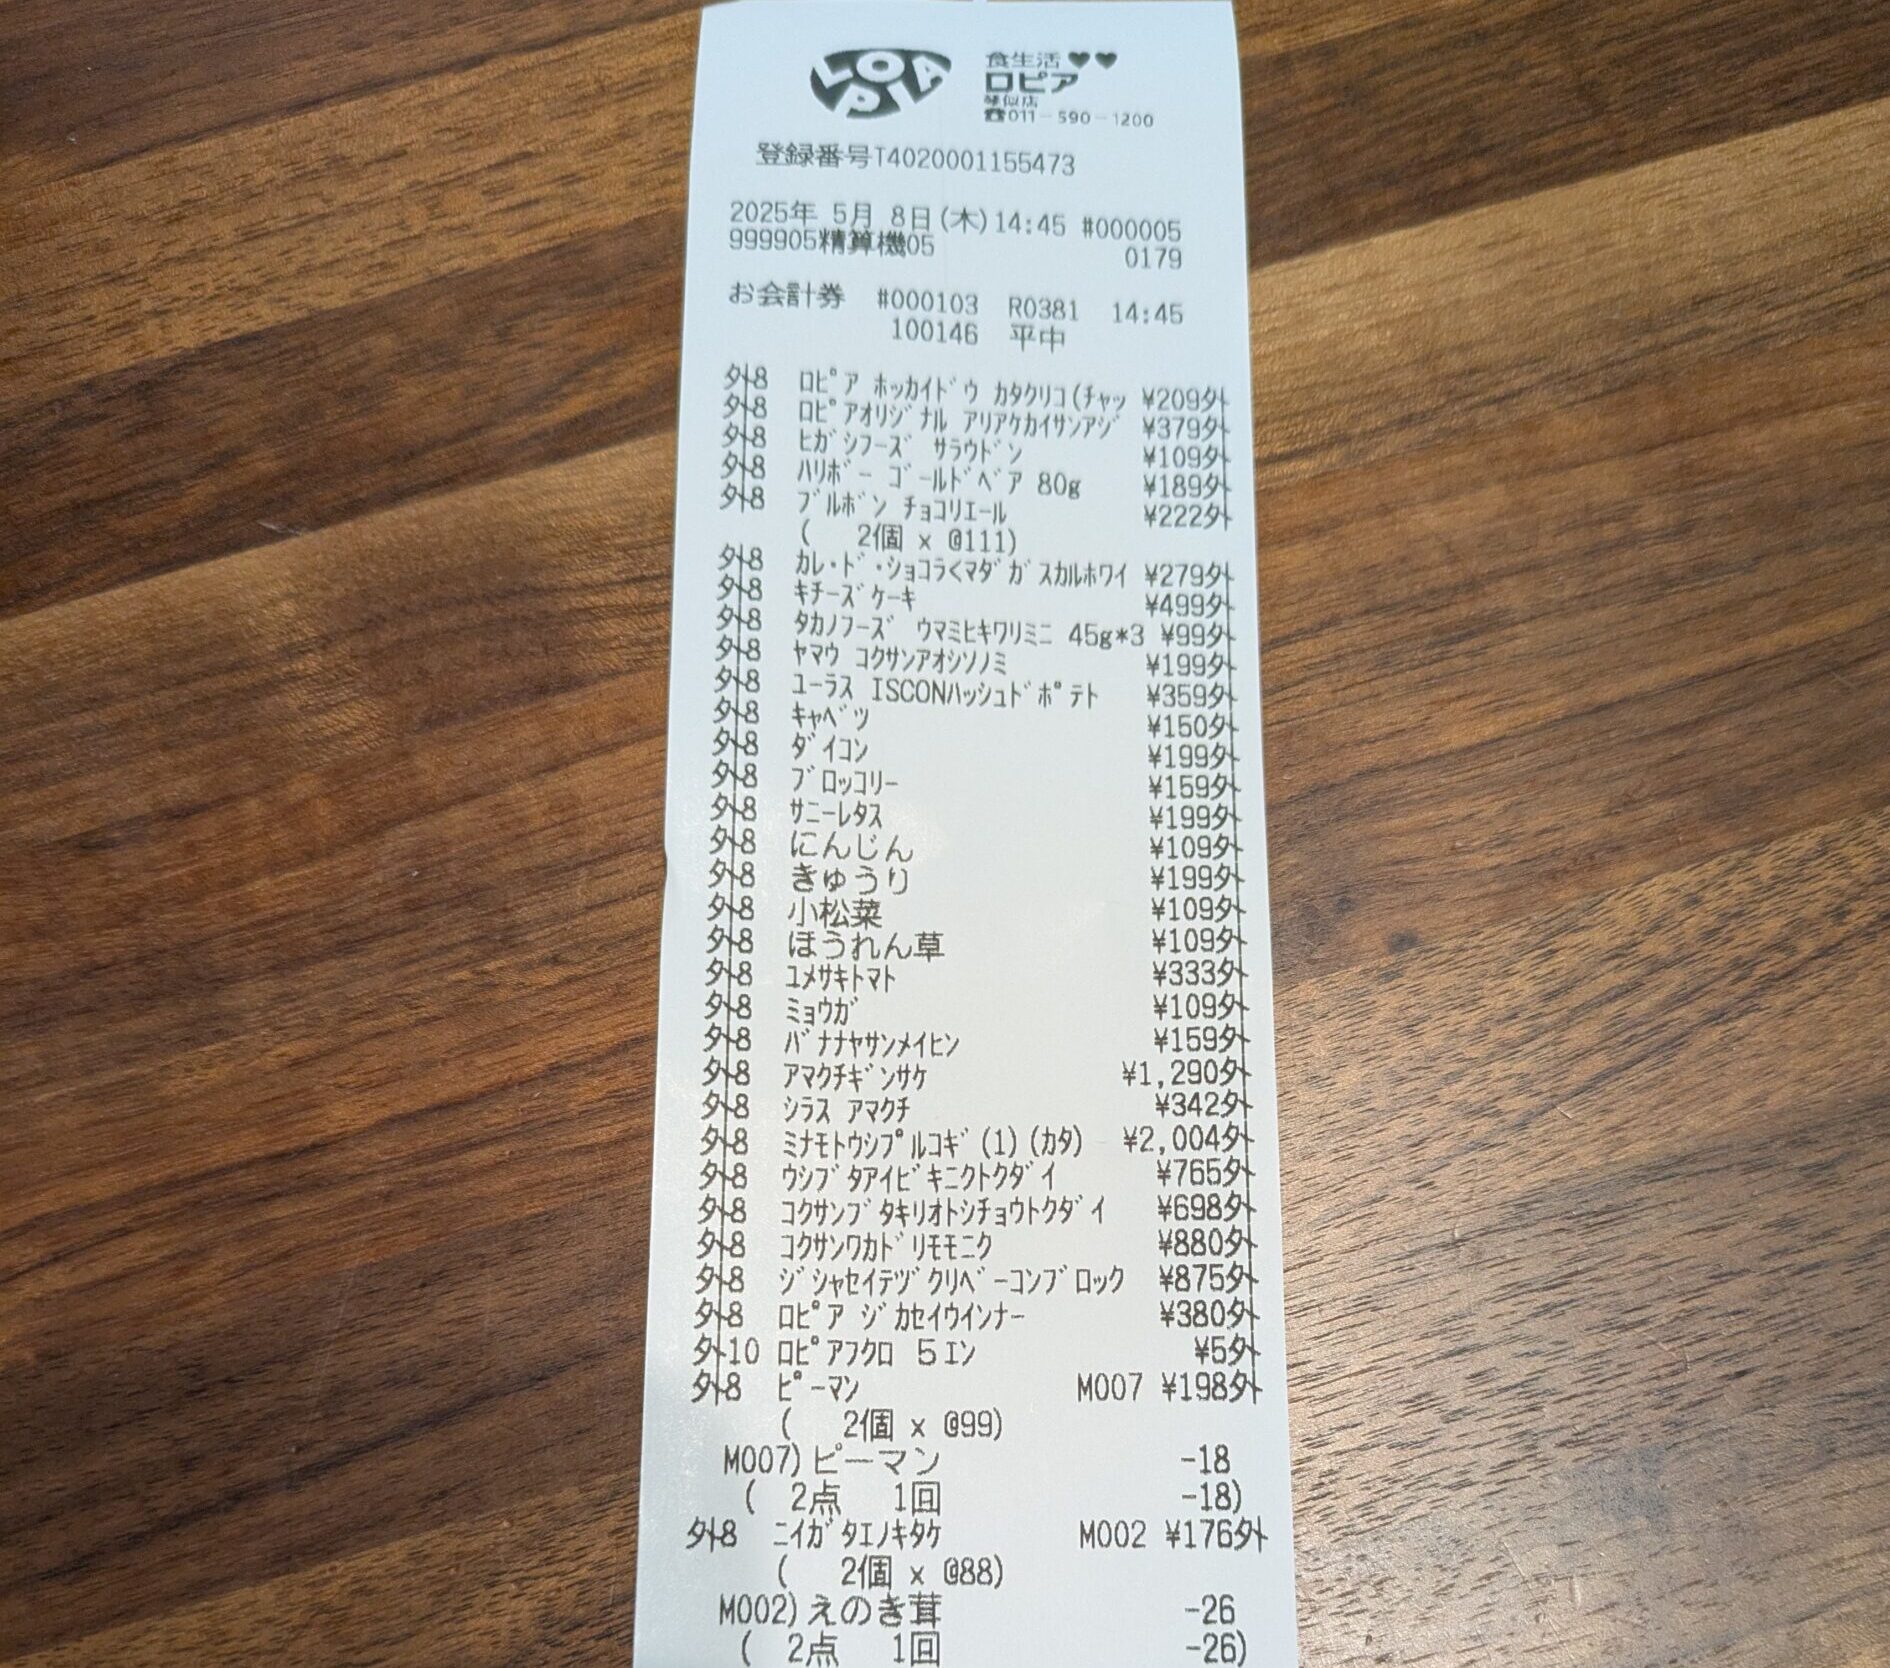 LOPIA
食生活♥♥
ロピア
琴似店
☎011-590-1200
登録番号T4020001155473
2025年 5月 8日(木)14:45 #000005
999905精算機05 0179
お会計券 #000103 R0381 14:45
100146 平中
外8 ロピア ホッカイドウ カタクリコ(チャッ ¥209外
外8 ロピアオリジナル アリアケカイサンアジ ¥379外
外8 ヒガシフーズ サラウドン ¥109外
外8 ハリボー ゴールドベア 80g ¥189外
外8 ブルボン チョコリエール ¥222外
( 2個 x @111)
外8 カレ・ド・ショコラくマダガスカルホワイ ¥279外
外8 キチーズケーキ ¥499外
外8 タカノフーズ ウマミヒキワリミニ 45g*3 ¥99外
外8 ヤマウ コクサンアオシソノミ ¥199外
外8 ユーラス ISCONハッシュドポテト ¥359外
外8 キャベツ ¥150外
外8 ダイコン ¥199外
外8 ブロッコリー ¥159外
外8 サニーレタス ¥199外
外8 にんじん ¥109外
外8 きゅうり ¥199外
外8 小松菜 ¥109外
外8 ほうれん草 ¥109外
外8 ユメサキトマト ¥333外
外8 ミョウガ ¥109外
外8 バナナヤサンメイヒン ¥159外
外8 アマクチギンサケ ¥1,290外
外8 シラス アマクチ ¥342外
外8 ミナモトウシプルコギ(1)(カタ) ¥2,004外
外8 ウシブタアイビキニクトクダイ ¥765外
外8 コクサンブタキリオトシチョウトクダイ ¥698外
外8 コクサンワカドリモモニク ¥880外
外8 ジシャセイテヅクリベーコンブロック ¥875外
外8 ロピア ジカセイウインナー ¥380外
外10 ロピアフクロ 5エン ¥5外
外8 ピーマン M007 ¥198外
( 2個 x @99)
M007)ピーマン -18
( 2点 1回 -18)
外8 ニイガタエノキタケ M002 ¥176外
( 2個 x @88)
M002)えのき茸 -26
( 2点 1回 -26)